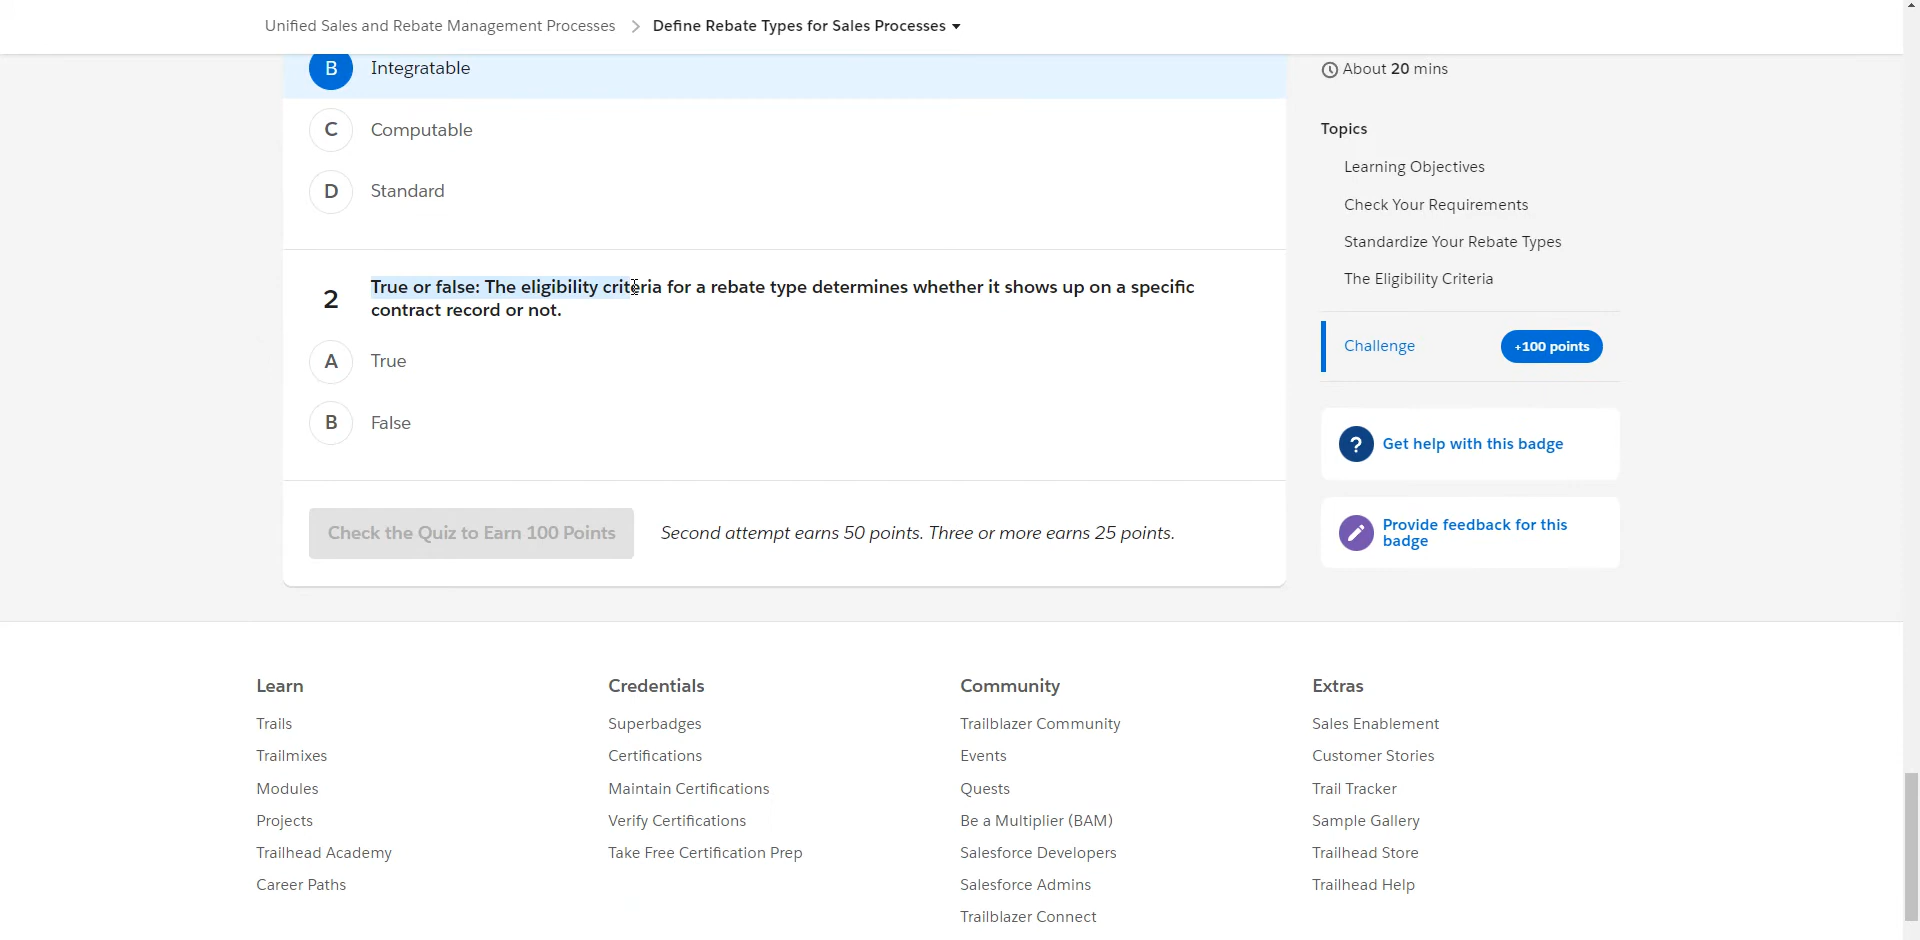 Unified Sales and Rebate Management Processes
Define Rebate Types for Sales Processes
B Integratable
C Computable
D Standard
2 True or false: The eligibility criteria for a rebate type determines whether it shows up on a specific
contract record or not.
A True
B False
Check the Quiz to Earn 100 Points
Second attempt earns 50 points. Three or more earns 25 points.
About 20 mins
Topics
Learning Objectives
Check Your Requirements
Standardize Your Rebate Types
The Eligibility Criteria
Challenge
+100 points
? Get help with this badge
Provide feedback for this
badge
Learn
Trails
Trailmixes
Modules
Projects
Trailhead Academy
Career Paths
Credentials
Superbadges
Certifications
Maintain Certifications
Verify Certifications
Take Free Certification Prep
Community
Trailblazer Community
Events
Quests
Be a Multiplier (BAM)
Salesforce Developers
Salesforce Admins
Trailblazer Connect
Extras
Sales Enablement
Customer Stories
Trail Tracker
Sample Gallery
Trailhead Store
Trailhead Help